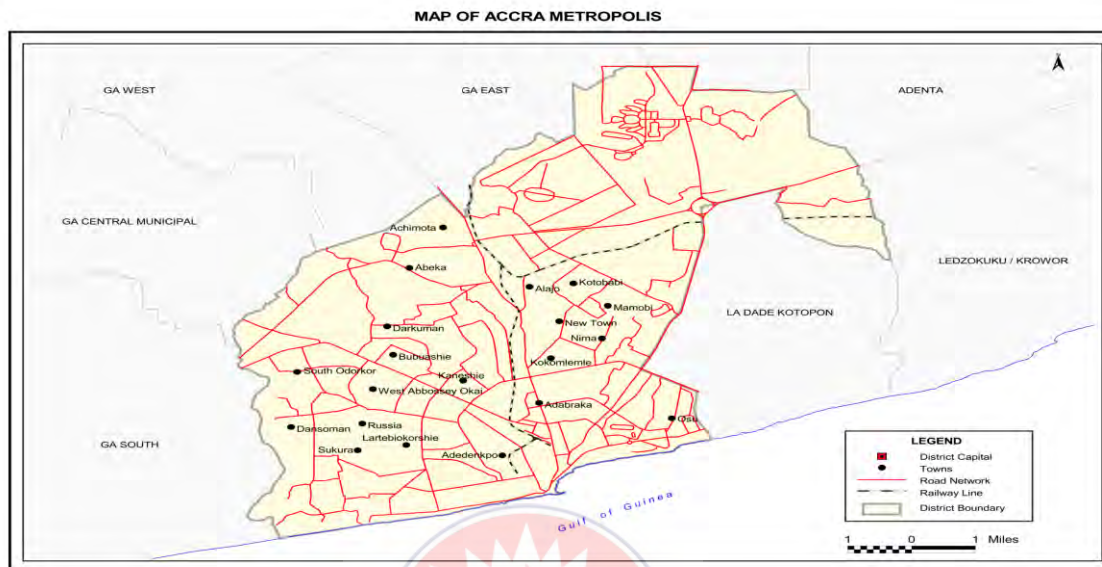 MAP OF ACCRA METROPOLIS
GA WEST
GA EAST
ADENTA
GA CENTRAL MUNICIPAL
Achimota
Abeka
LEDZOKUKU / KROWOR
Alajo
Kotobabi
Mamobi
LA DADE KOTOPON
New Town
Darkuman
Nima
Bubuashie
Kokomlemle
South Odorkor
Kaneshie
West Abbossey Okai
Adabraka
Osu
Dansoman
Russia
GA SOUTH
Lartebiokorshie
Sukura
Adedenkpo
Gulf of Guinea
LEGEND
District Capital
Towns
Road Network
Railway Line
District Boundary
1 0 1 Miles